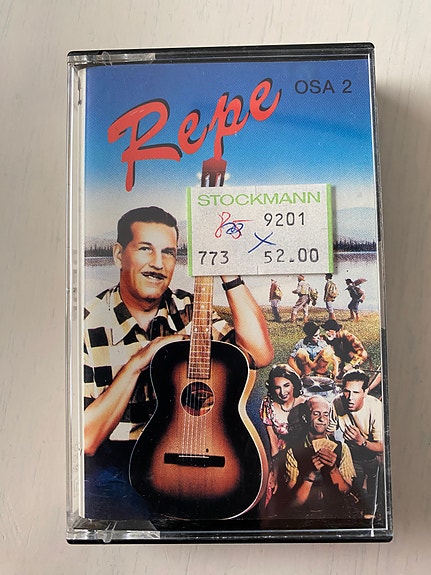 Repe OSA 2
STOCKMANN
9201
773 52.00